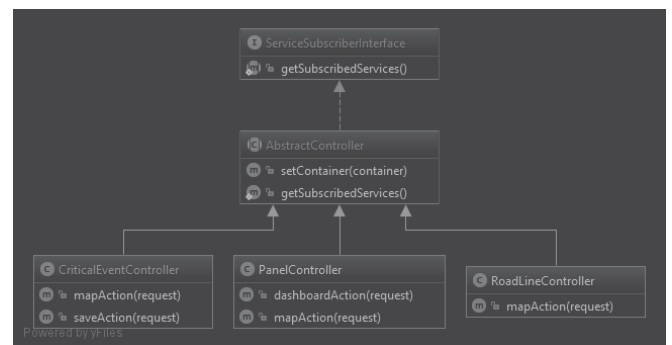 ServiceSubscriberInterface
getSubscribedServices()
AbstractController
setContainer(container)
getSubscribedServices()
CriticalEventController
mapAction(request)
saveAction(request)
PanelController
dashboardAction(request)
mapAction(request)
RoadLineController
mapAction(request)
Powered by yFiles